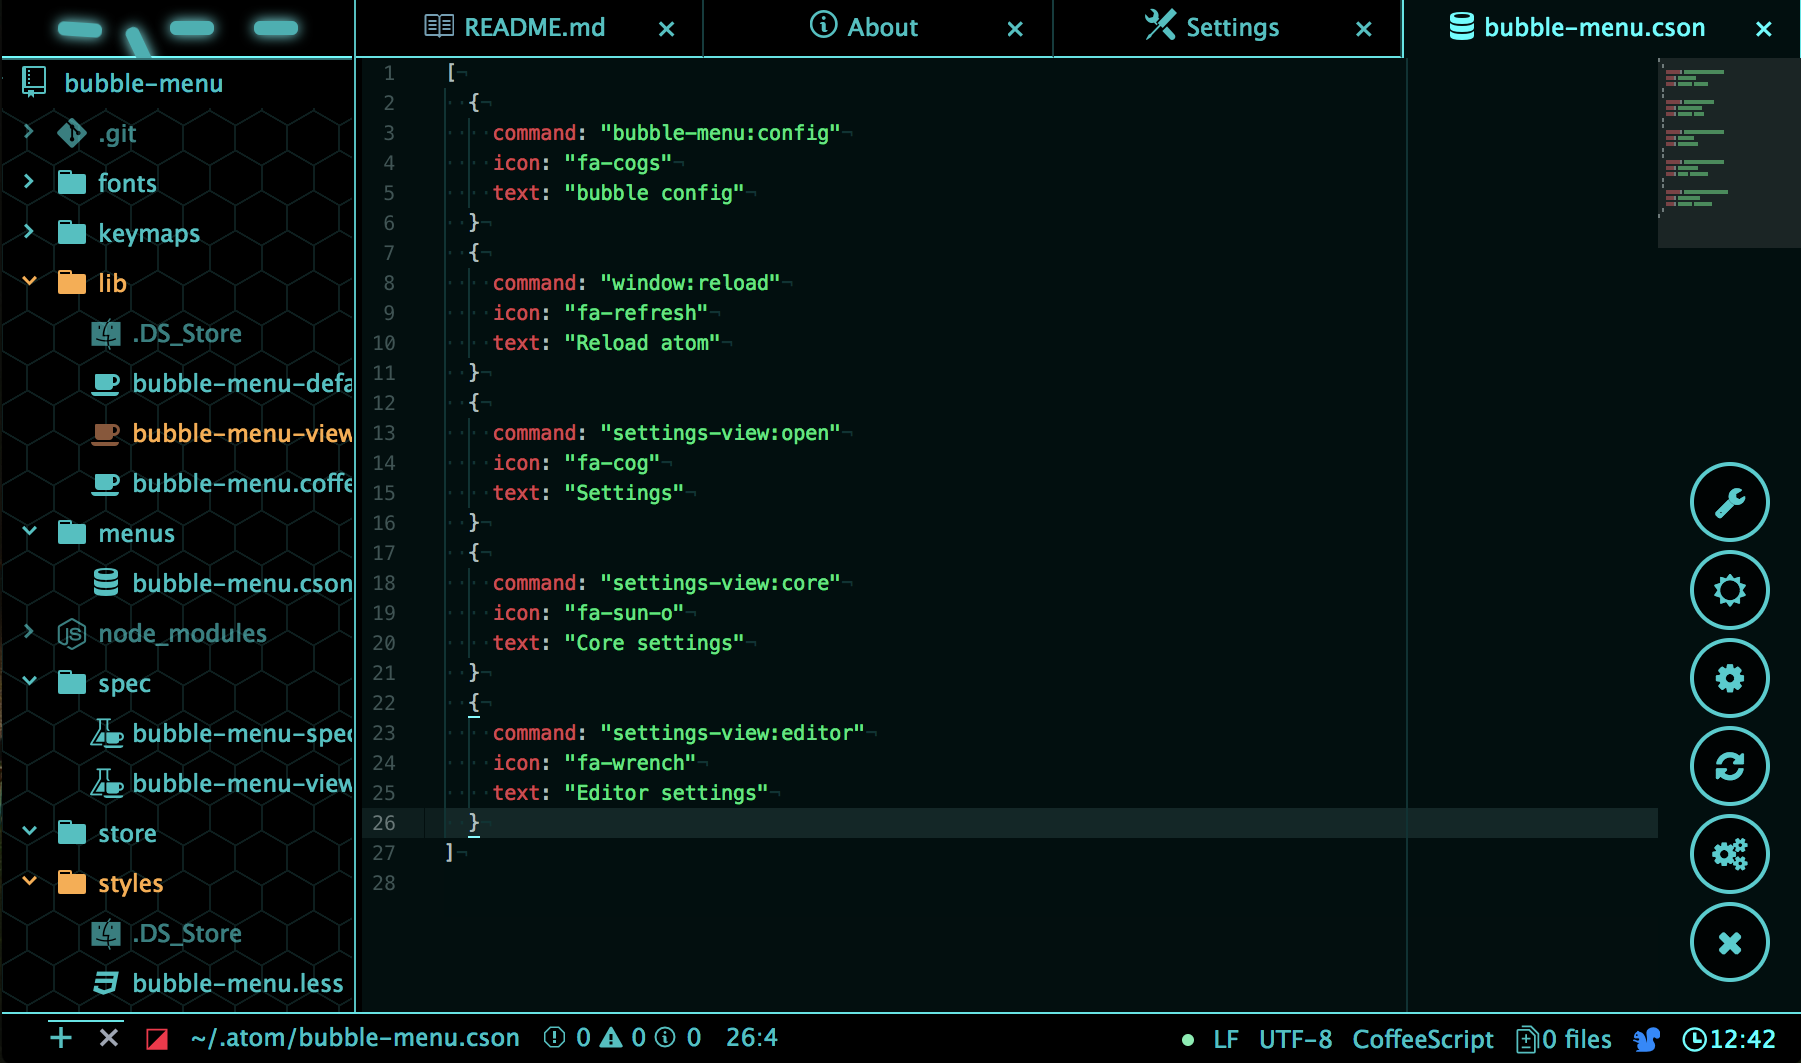 README.md
About
Settings
bubble-menu.cson
bubble-menu
.git
fonts
keymaps
lib
.DS_Store
bubble-menu-defa
bubble-menu-view
bubble-menu.coffe
menus
bubble-menu.cson
node_modules
spec
bubble-menu-spec
bubble-menu-view
store
styles
.DS_Store
bubble-menu.less
1 [
2 {
3 command: "bubble-menu:config"
4 icon: "fa-cogs"
5 text: "bubble config"
6 }
7 {
8 command: "window:reload"
9 icon: "fa-refresh"
10 text: "Reload atom"
11 }
12 {
13 command: "settings-view:open"
14 icon: "fa-cog"
15 text: "Settings"
16 }
17 {
18 command: "settings-view:core"
19 icon: "fa-sun-o"
20 text: "Core settings"
21 }
22 {
23 command: "settings-view:editor"
24 icon: "fa-wrench"
25 text: "Editor settings"
26 }
27 ]
28
~/.atom/bubble-menu.cson 0 0 0 26:4 LF UTF-8 CoffeeScript 0 files 12:42